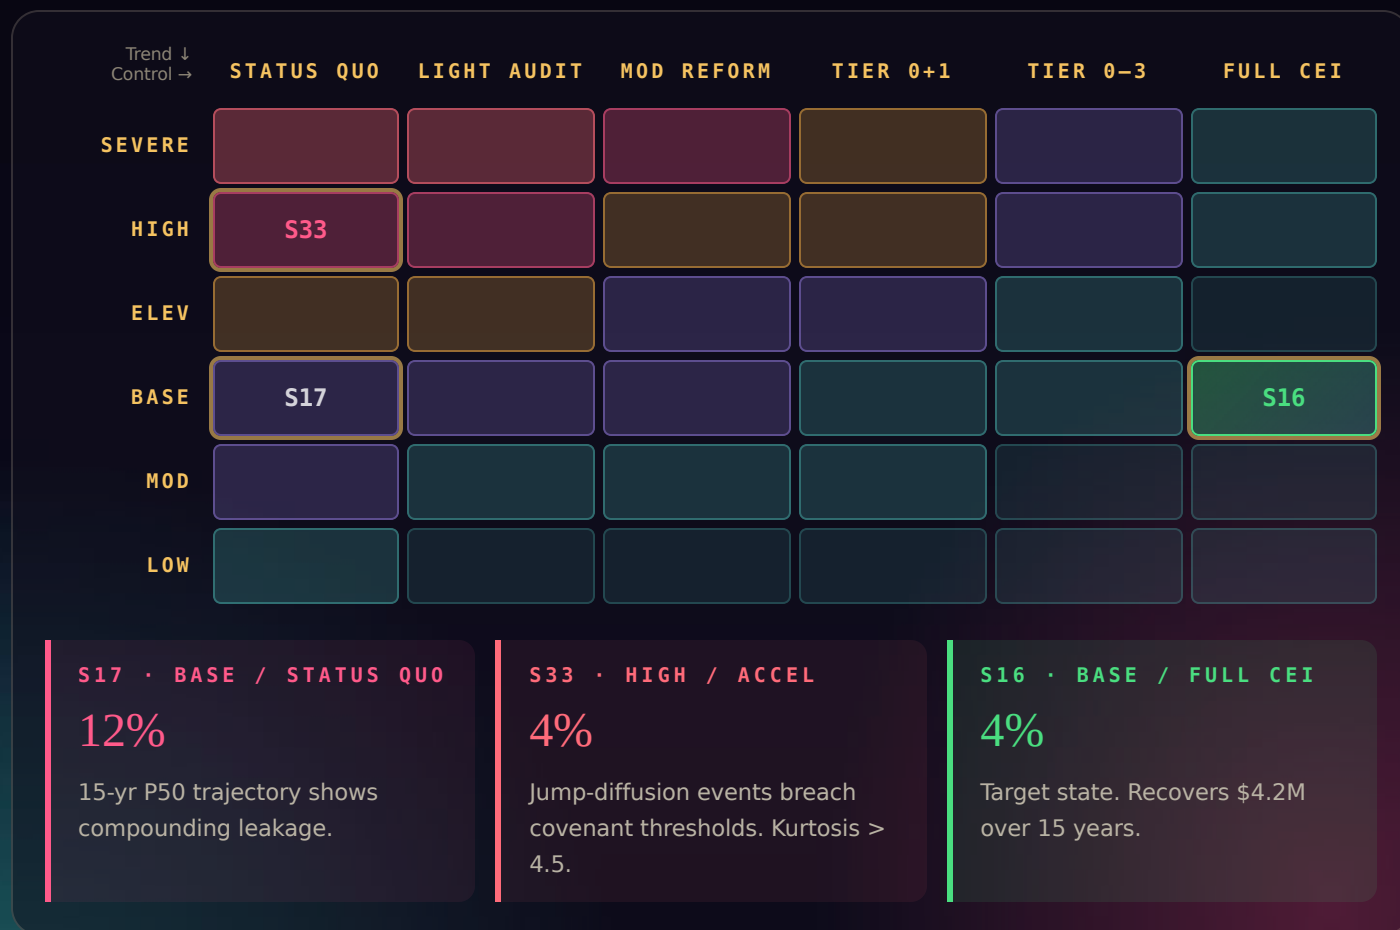 Trend ↓
Control →
STATUS QUO
LIGHT AUDIT
MOD REFORM
TIER 0+1
TIER 0–3
FULL CEI
SEVERE
HIGH
S33
ELEV
BASE
S17
S16
MOD
LOW
S17 · BASE / STATUS QUO
12%
15-yr P50 trajectory shows
compounding leakage.
S33 · HIGH / ACCEL
4%
Jump-diffusion events breach
covenant thresholds. Kurtosis >
4.5.
S16 · BASE / FULL CEI
4%
Target state. Recovers $4.2M
over 15 years.